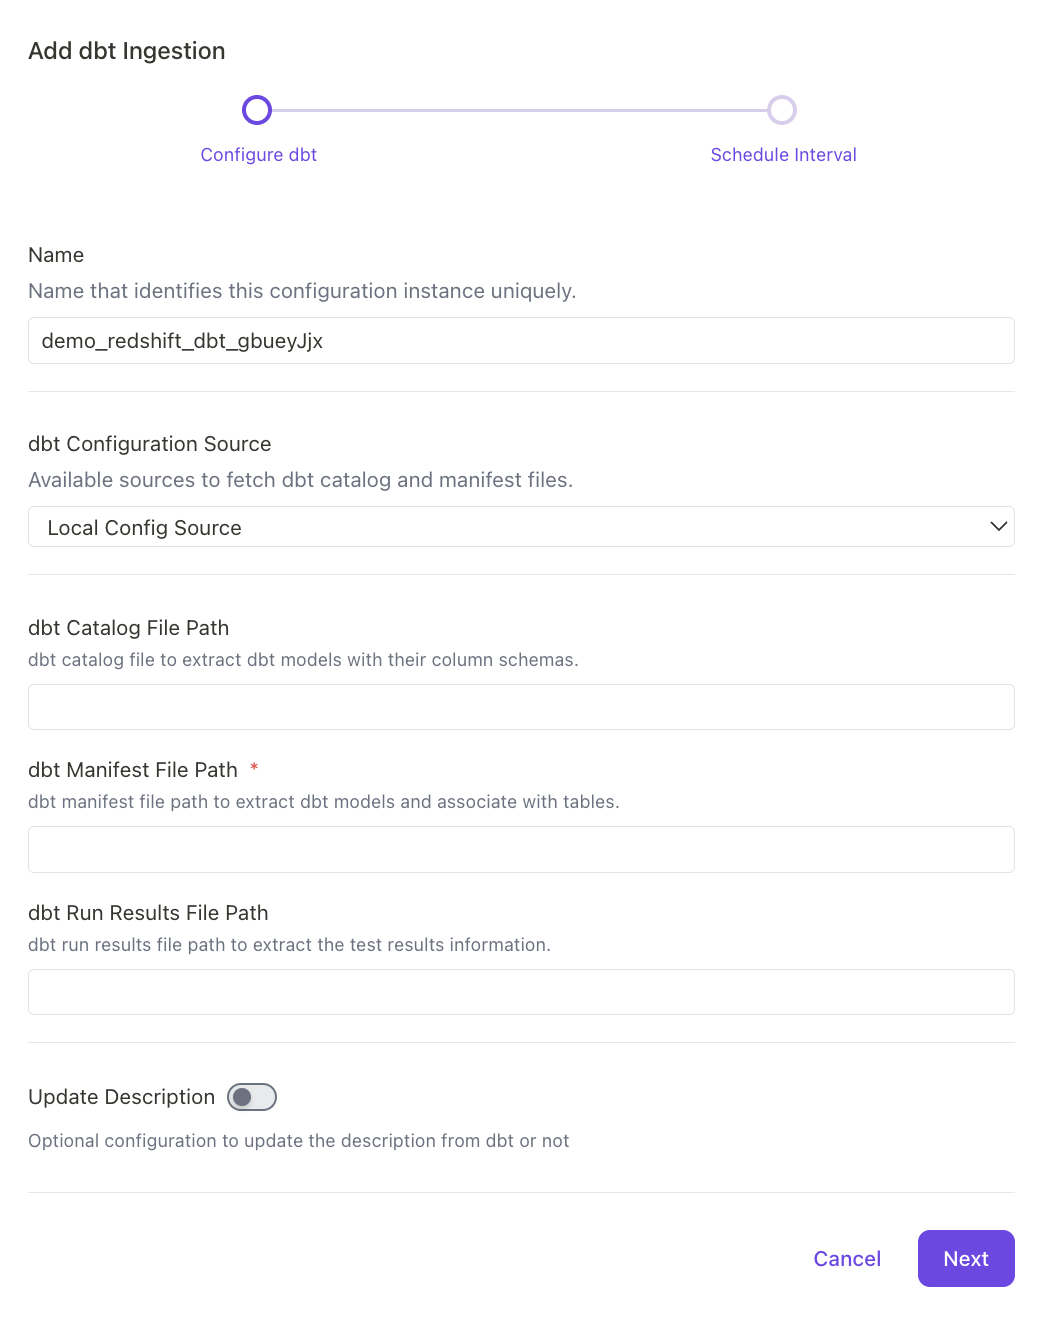 Add dbt Ingestion
Configure dbt
Schedule Interval
Name
Name that identifies this configuration instance uniquely.
demo_redshift_dbt_gbueyJjx
dbt Configuration Source
Available sources to fetch dbt catalog and manifest files.
Local Config Source
dbt Catalog File Path
dbt catalog file to extract dbt models with their column schemas.
dbt Manifest File Path *
dbt manifest file path to extract dbt models and associate with tables.
dbt Run Results File Path
dbt run results file path to extract the test results information.
Update Description
Optional configuration to update the description from dbt or not
Cancel
Next